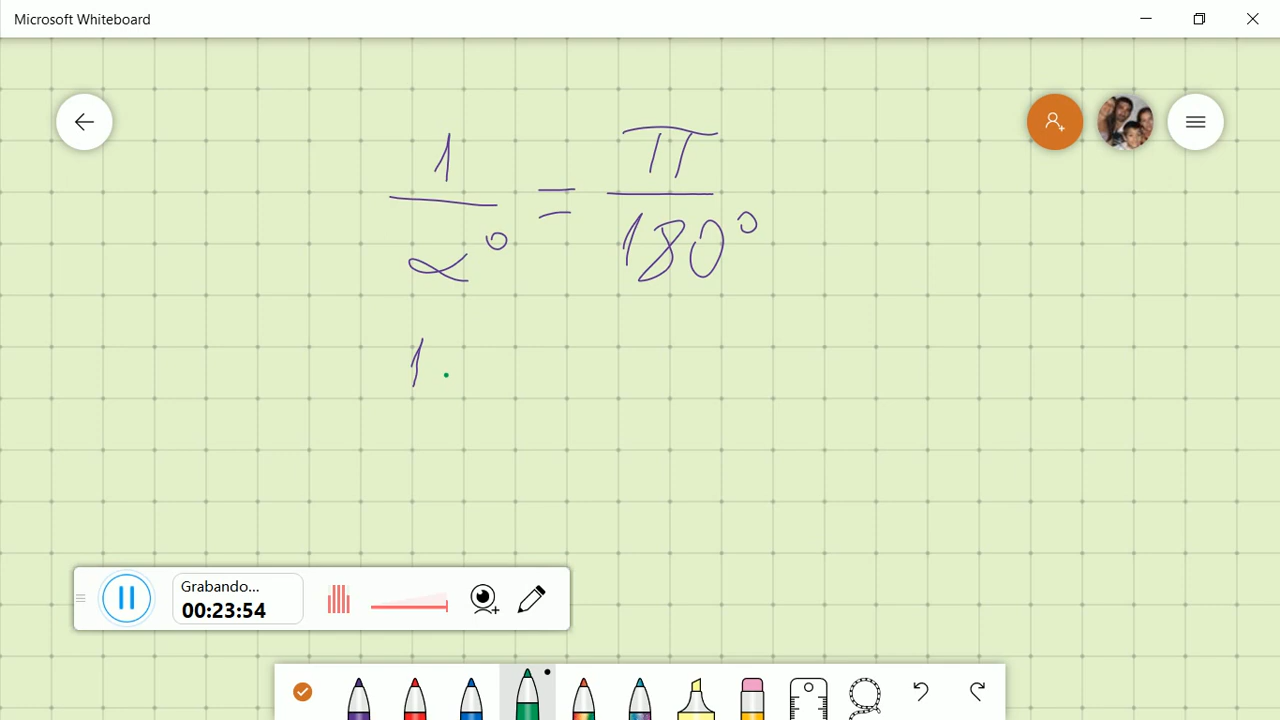 Microsoft Whiteboard
1/α° = π/180°
1
Grabando...
00:23:54